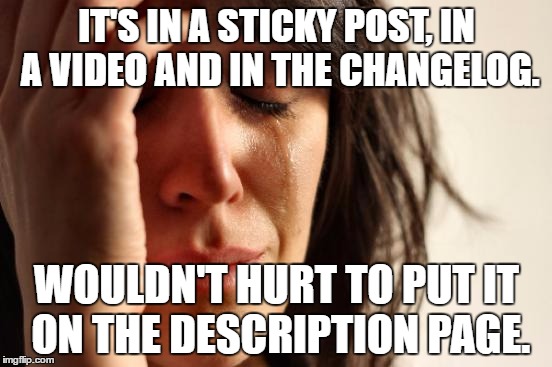 IT'S IN A STICKY POST, IN
A VIDEO AND IN THE CHANGELOG.
WOULDN'T HURT TO PUT IT
ON THE DESCRIPTION PAGE.
imgflip.com